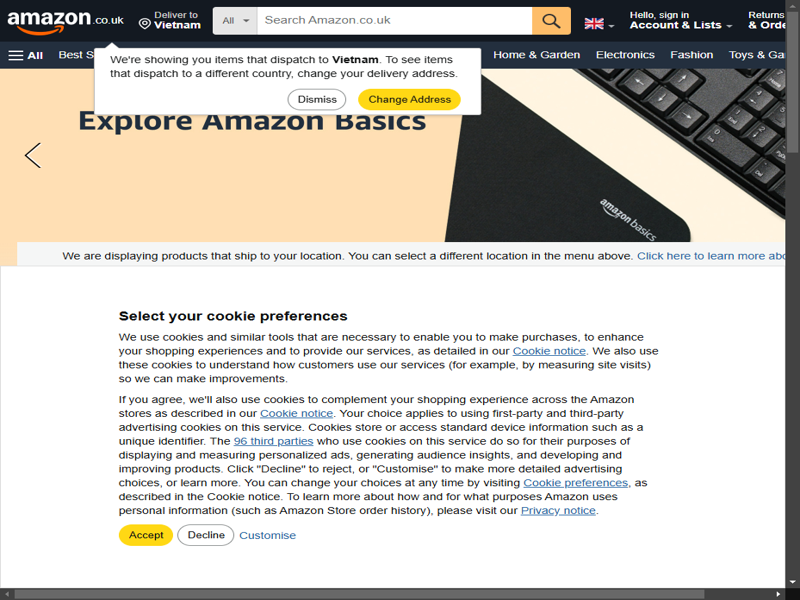 amazon.co.uk
Deliver to
Vietnam
All
Search Amazon.co.uk
Hello, sign in
Account & Lists
Returns
& Orde
All
Best S
Home & Garden
Electronics
Fashion
Toys & Ga
We're showing you items that dispatch to Vietnam. To see items
that dispatch to a different country, change your delivery address.
Dismiss
Change Address
Explore Amazon Basics
amazon basics
We are displaying products that ship to your location. You can select a different location in the menu above. Click here to learn more abo
Select your cookie preferences
We use cookies and similar tools that are necessary to enable you to make purchases, to enhance
your shopping experiences and to provide our services, as detailed in our Cookie notice. We also use
these cookies to understand how customers use our services (for example, by measuring site visits)
so we can make improvements.
If you agree, we'll also use cookies to complement your shopping experience across the Amazon
stores as described in our Cookie notice. Your choice applies to using first-party and third-party
advertising cookies on this service. Cookies store or access standard device information such as a
unique identifier. The 96 third parties who use cookies on this service do so for their purposes of
displaying and measuring personalized ads, generating audience insights, and developing and
improving products. Click "Decline" to reject, or "Customise" to make more detailed advertising
choices, or learn more. You can change your choices at any time by visiting Cookie preferences, as
described in the Cookie notice. To learn more about how and for what purposes Amazon uses
personal information (such as Amazon Store order history), please visit our Privacy notice.
Accept
Decline
Customise